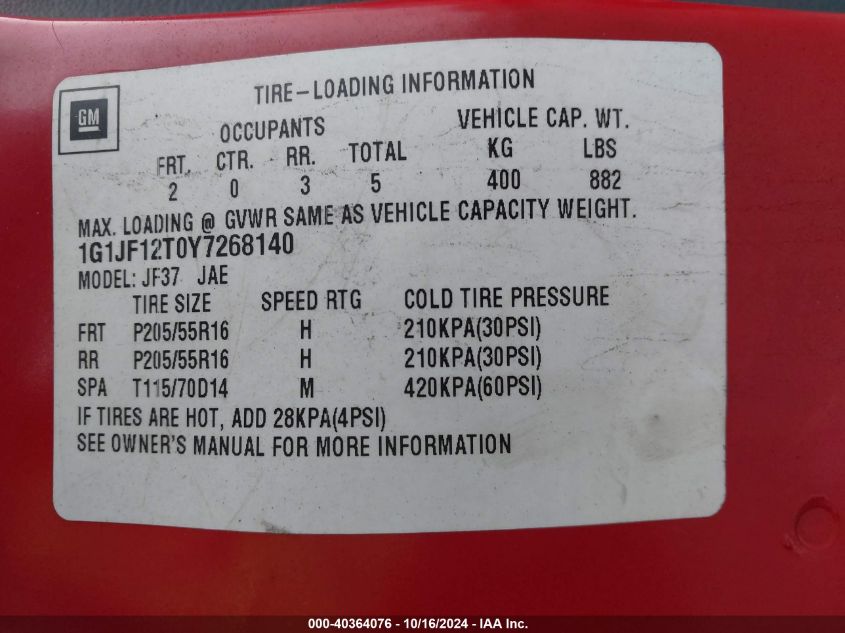 TIRE-LOADING INFORMATION
GM
OCCUPANTS VEHICLE CAP. WT.
FRT. CTR. RR. TOTAL KG LBS
2 0 3 5 400 882
MAX. LOADING @ GVWR SAME AS VEHICLE CAPACITY WEIGHT.
1G1JF12T0Y7268140
MODEL: JF37 JAE
TIRE SIZE SPEED RTG COLD TIRE PRESSURE
FRT P205/55R16 H 210KPA(30PSI)
RR P205/55R16 H 210KPA(30PSI)
SPA T115/70D14 M 420KPA(60PSI)
IF TIRES ARE HOT, ADD 28KPA(4PSI)
SEE OWNER'S MANUAL FOR MORE INFORMATION
000-40364076 - 10/16/2024 - IAA Inc.